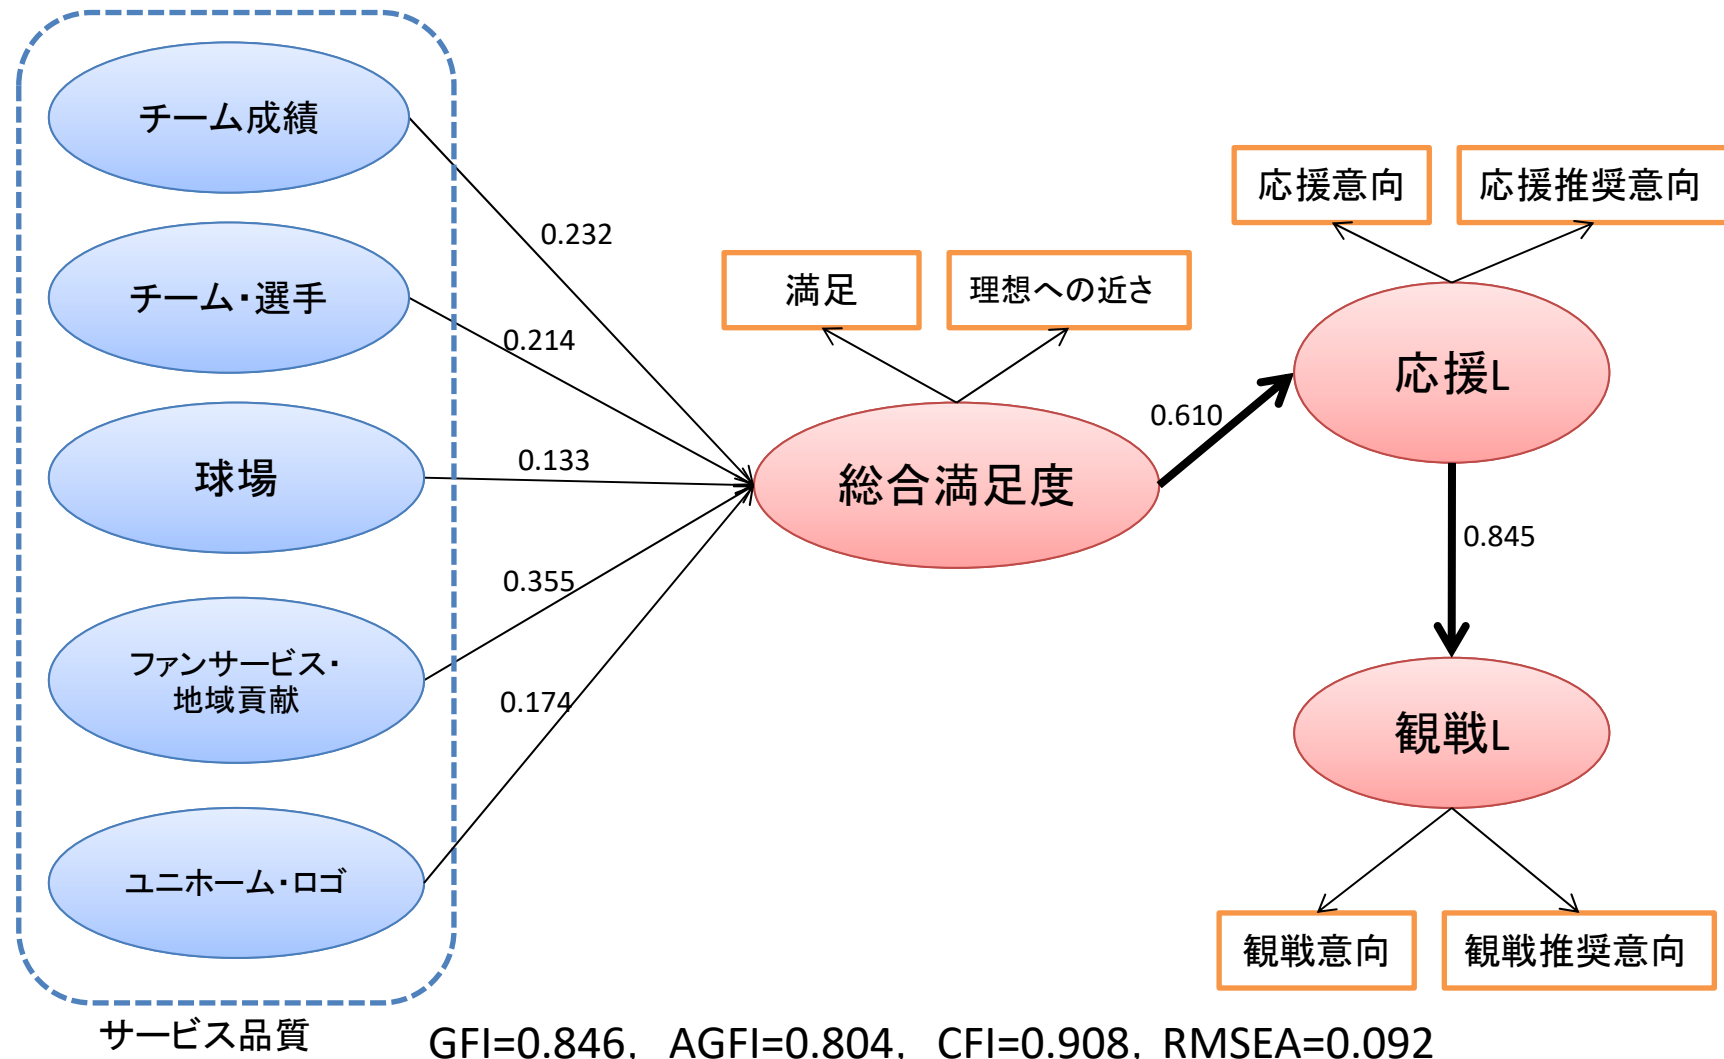 チーム成績
チーム・選手
球場
ファンサービス・
地域貢献
ユニホーム・ロゴ
サービス品質
0.232
0.214
0.133
0.355
0.174
満足
理想への近さ
総合満足度
0.610
応援意向
応援推奨意向
応援L
0.845
観戦L
観戦意向
観戦推奨意向
GFI=0.846, AGFI=0.804, CFI=0.908, RMSEA=0.092